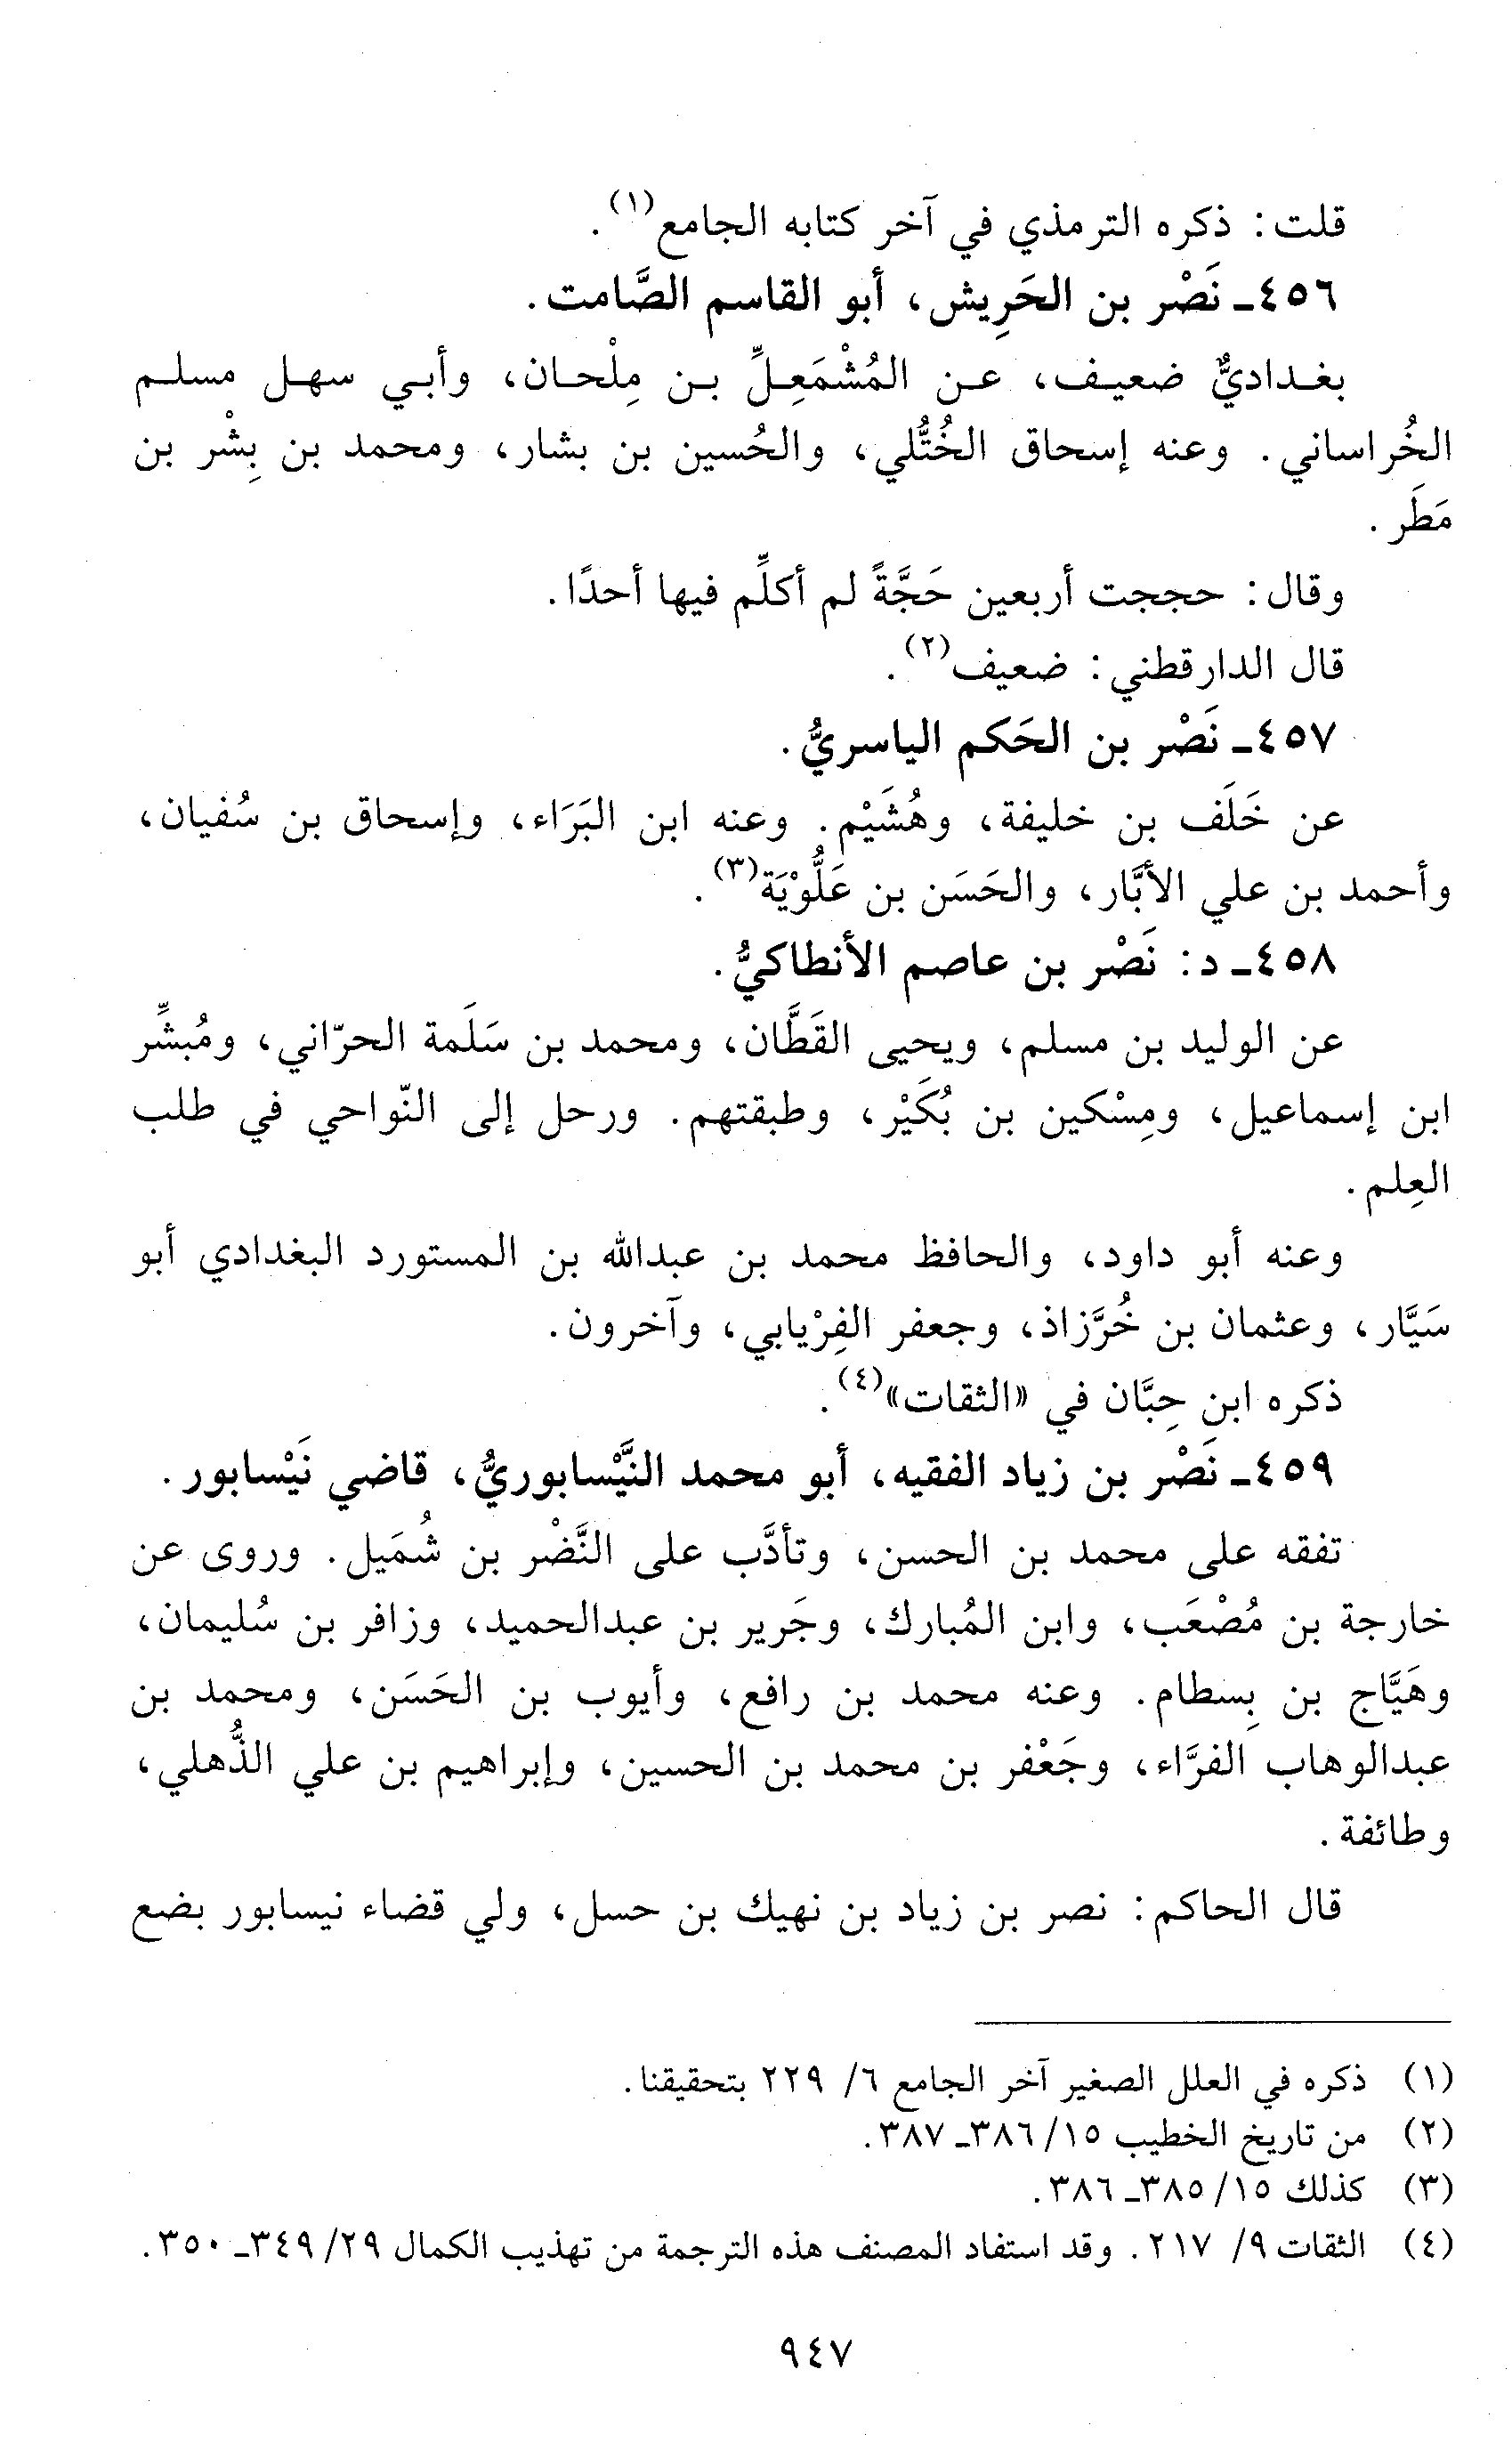 قلت: ذكره الترمذي في آخر كتابه الجامع(١).
٤٥٦ـ نَصْر بن الحَرِيش، أبو القاسم الصَّامت.
بغداديٌّ ضعيف، عن المُشْمَعِلِّ بن مِلْحان، وأبي سهل مسلم
الخُراساني. وعنه إسحاق الخُتُّلي، والحُسين بن بشار، ومحمد بن بِشْر بن
مَطَر.
وقال: حججت أربعين حَجَّةً لم أكلِّم فيها أحدًا.
قال الدارقطني: ضعيف(٢).
٤٥٧ـ نَصْر بن الحَكم الياسريُّ.
عن خَلَف بن خليفة، وهُشَيْم. وعنه ابن البَرَاء، وإسحاق بن سُفيان،
وأحمد بن علي الأبَّار، والحَسَن بن عَلُّوْيَة(٣).
٤٥٨ـ د: نَصْر بن عاصم الأنطاكيُّ.
عن الوليد بن مسلم، ويحيى القَطَّان، ومحمد بن سَلَمة الحرّاني، ومُبشِّر
ابن إسماعيل، ومِسْكين بن بُكَيْر، وطبقتهم. ورحل إلى النّواحي في طلب
العِلم.
وعنه أبو داود، والحافظ محمد بن عبدالله بن المستورد البغدادي أبو
سَيَّار، وعثمان بن خُرَّزاذ، وجعفر الفِرْيابي، وآخرون.
ذكره ابن حِبَّان في «الثقات»(٤).
٤٥٩ـ نَصْر بن زياد الفقيه، أبو محمد النَّيْسابوريُّ، قاضي نَيْسابور.
تفقه على محمد بن الحسن، وتأدَّب على النَّضْر بن شُمَيل. وروى عن
خارجة بن مُصْعَب، وابن المُبارك، وجَرير بن عبدالحميد، وزافر بن سُليمان،
وهَيَّاج بن بِسطام. وعنه محمد بن رافع، وأيوب بن الحَسَن، ومحمد بن
عبدالوهاب الفرَّاء، وجَعْفر بن محمد بن الحسين، وإبراهيم بن علي الذُّهلي،
وطائفة.
قال الحاكم: نصر بن زياد بن نهيك بن حسل، ولي قضاء نيسابور بضع
(١) ذكره في العلل الصغير آخر الجامع ٦/ ٢٢٩ بتحقيقنا.
(٢) من تاريخ الخطيب ١٥/ ٣٨٦ـ ٣٨٧.
(٣) كذلك ١٥/ ٣٨٥ـ ٣٨٦.
(٤) الثقات ٩/ ٢١٧. وقد استفاد المصنف هذه الترجمة من تهذيب الكمال ٢٩/ ٣٤٩ـ ٣٥٠.
٩٤٧